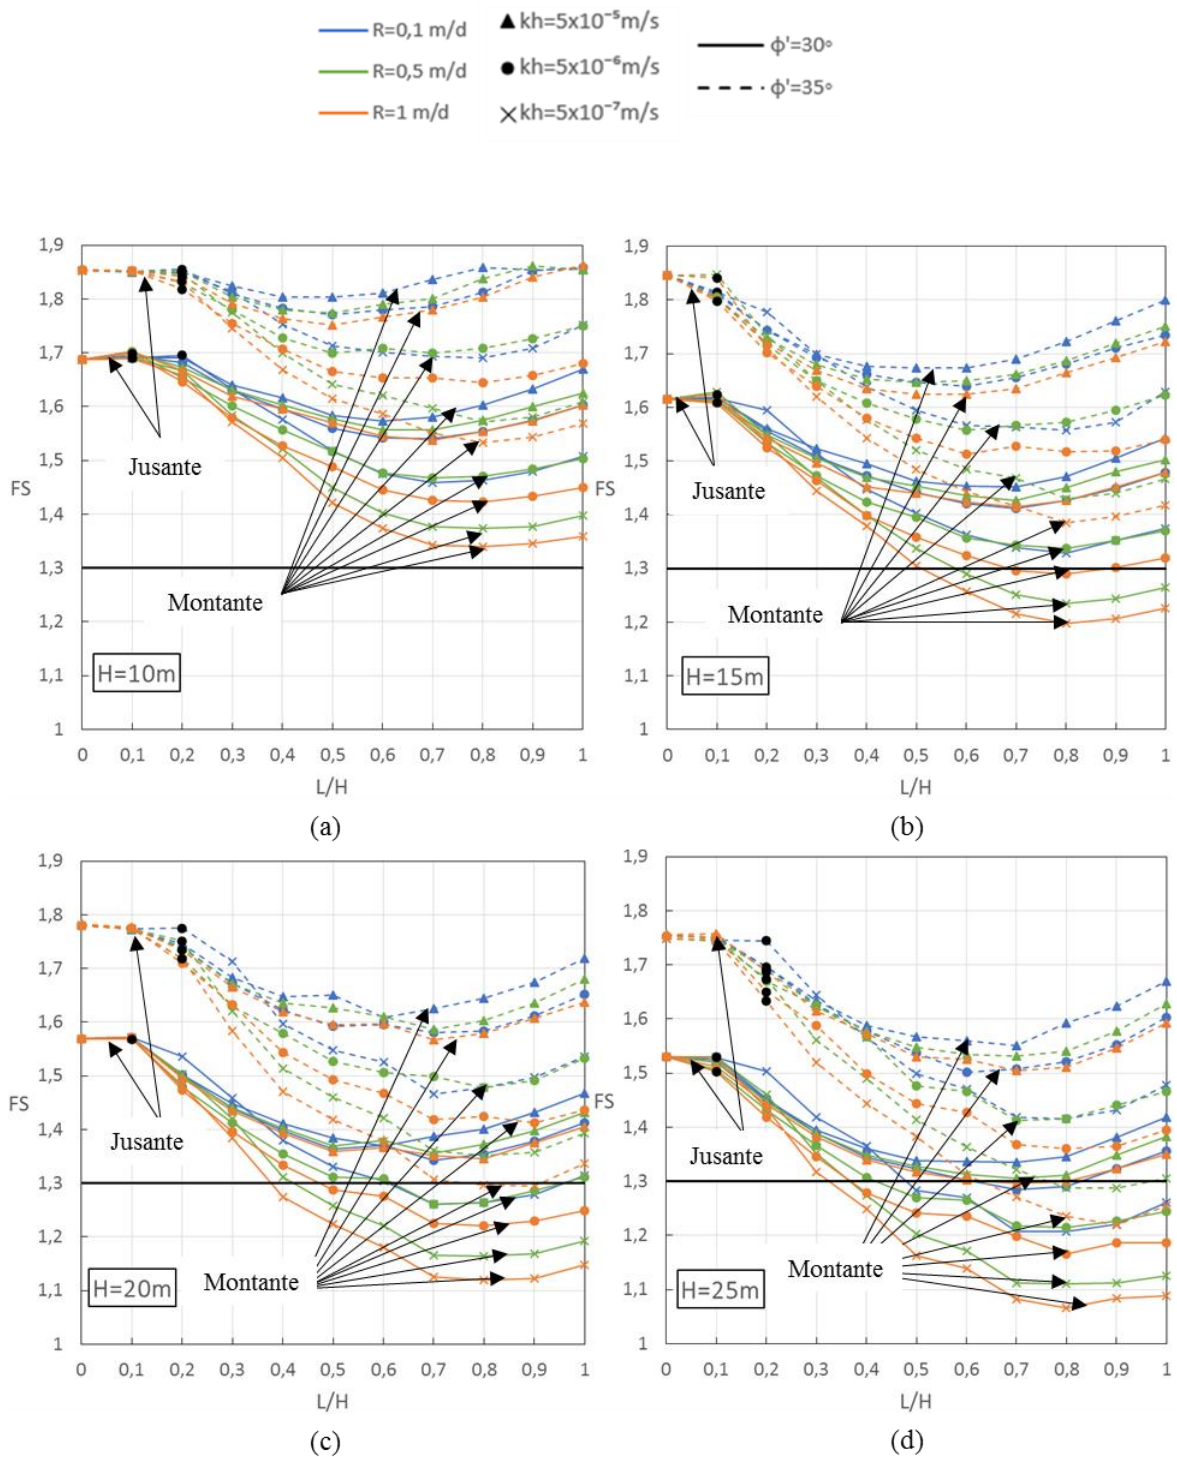 R=0,1 m/d
R=0,5 m/d
R=1 m/d
kh=5x10⁻⁵m/s
kh=5x10⁻⁶m/s
kh=5x10⁻⁷m/s
ϕ'=30º
ϕ'=35º
1,9
1,8
1,7
1,6
1,5
1,4
1,3
1,2
1,1
1
FS
Jusante
Montante
H=10m
0 0,1 0,2 0,3 0,4 0,5 0,6 0,7 0,8 0,9 1
L/H
(a)
1,9
1,8
1,7
1,6
1,5
1,4
1,3
1,2
1,1
1
FS
Jusante
Montante
H=15m
0 0,1 0,2 0,3 0,4 0,5 0,6 0,7 0,8 0,9 1
L/H
(b)
1,9
1,8
1,7
1,6
1,5
1,4
1,3
1,2
1,1
1
FS
Jusante
Montante
H=20m
0 0,1 0,2 0,3 0,4 0,5 0,6 0,7 0,8 0,9 1
L/H
(c)
1,9
1,8
1,7
1,6
1,5
1,4
1,3
1,2
1,1
1
FS
Jusante
Montante
H=25m
0 0,1 0,2 0,3 0,4 0,5 0,6 0,7 0,8 0,9 1
L/H
(d)